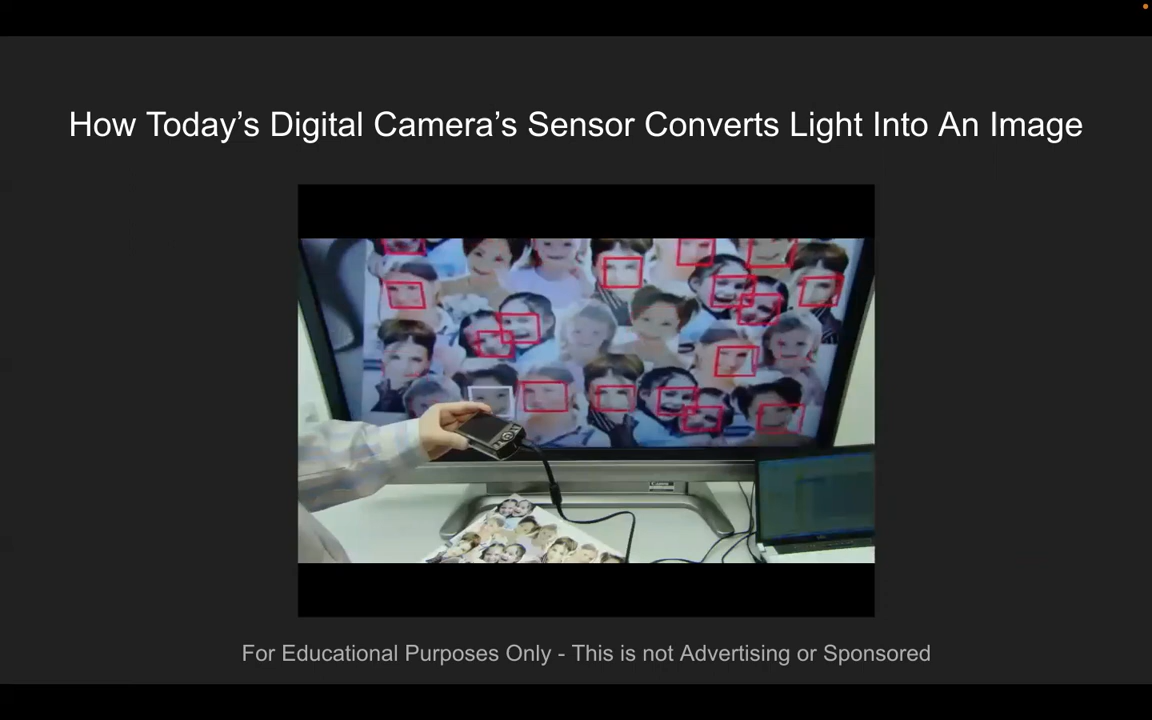 How Today’s Digital Camera’s Sensor Converts Light Into An Image
For Educational Purposes Only - This is not Advertising or Sponsored